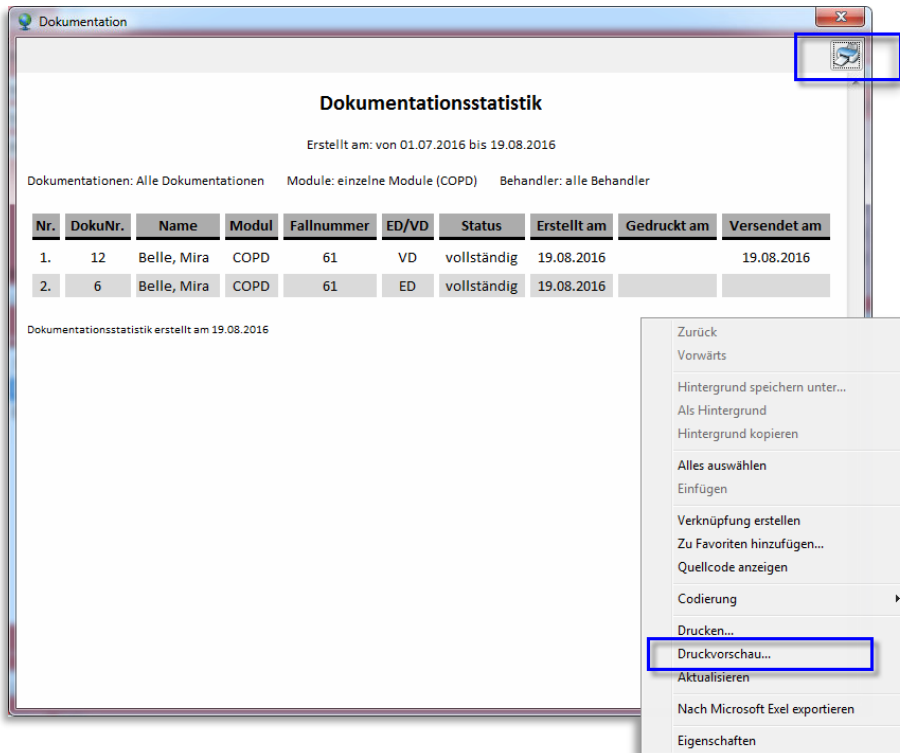 Dokumentation
Dokumentationsstatistik
Erstellt am: von 01.07.2016 bis 19.08.2016
Dokumentationen: Alle Dokumentationen Module: einzelne Module (COPD) Behandler: alle Behandler
Nr. DokuNr. Name Modul Fallnummer ED/VD Status Erstellt am Gedruckt am Versendet am
1. 12 Belle, Mira COPD 61 VD vollständig 19.08.2016 19.08.2016
2. 6 Belle, Mira COPD 61 ED vollständig 19.08.2016
Dokumentationsstatistik erstellt am 19.08.2016
Zurück
Vorwärts
Hintergrund speichern unter...
Als Hintergrund
Hintergrund kopieren
Alles auswählen
Einfügen
Verknüpfung erstellen
Zu Favoriten hinzufügen...
Quellcode anzeigen
Codierung
Drucken...
Druckvorschau...
Aktualisieren
Nach Microsoft Exel exportieren
Eigenschaften